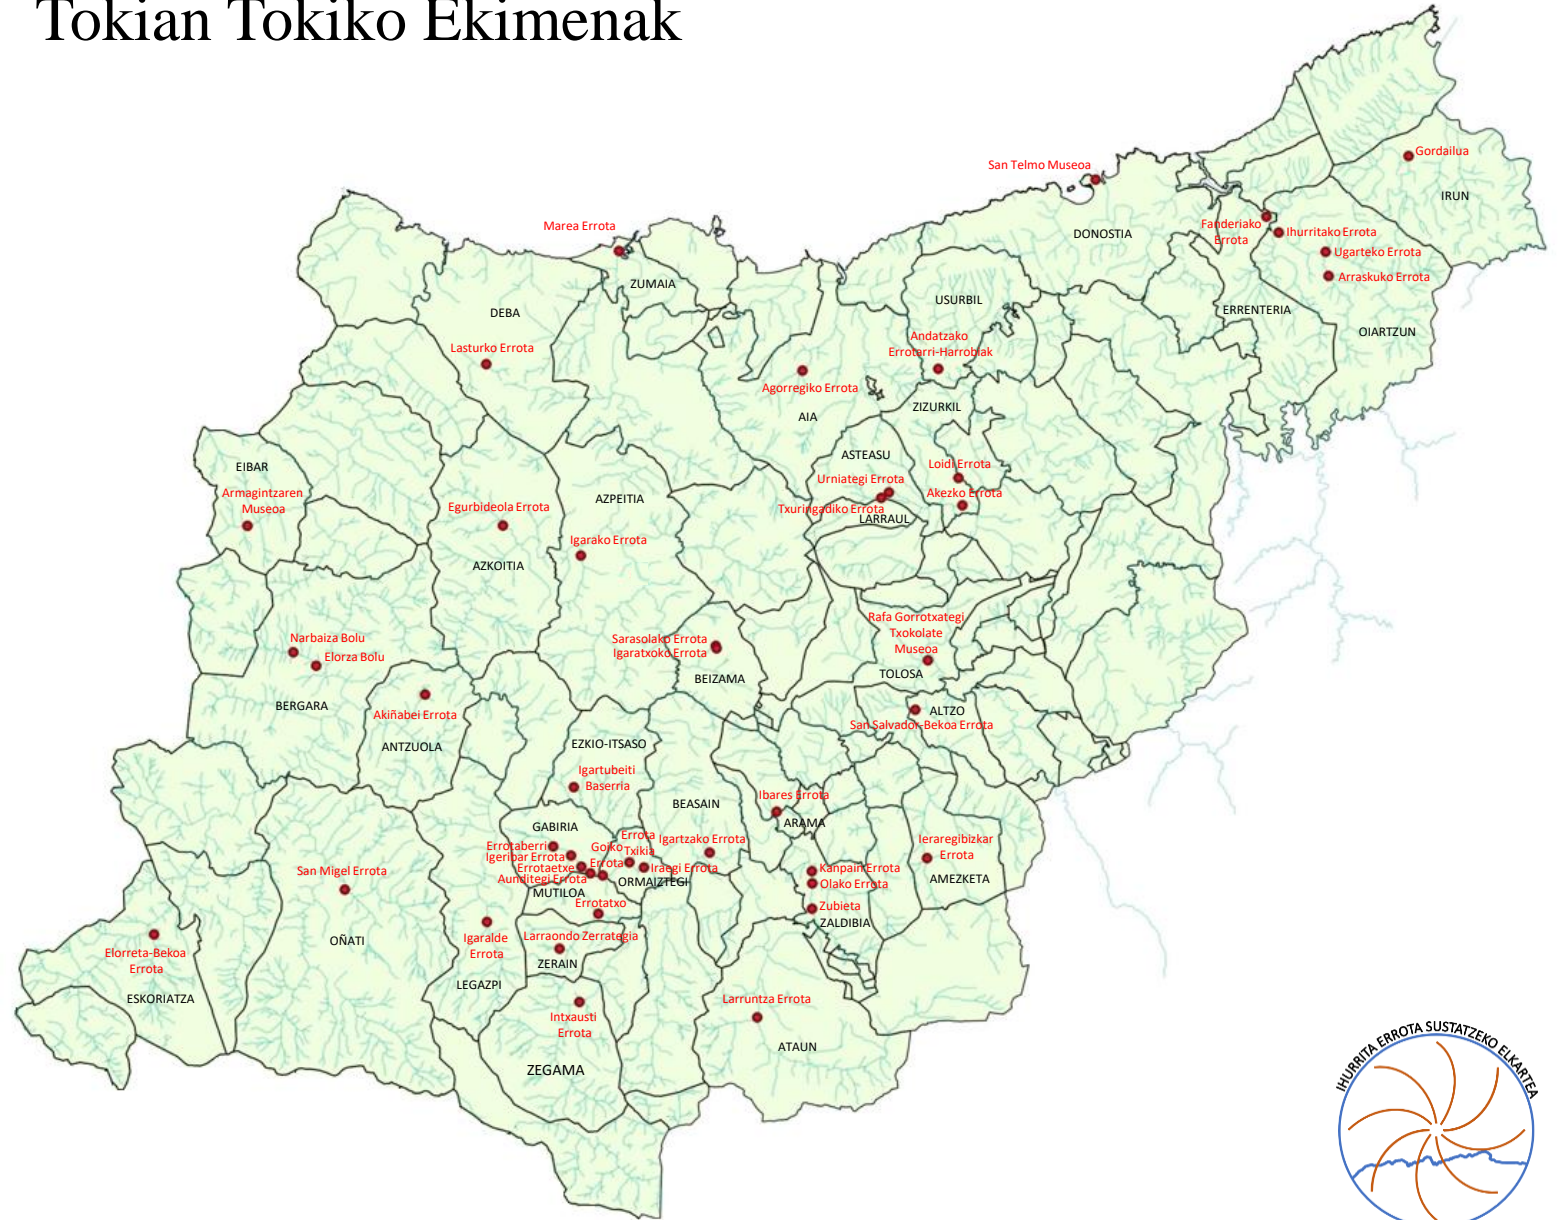 Tokian Tokiko Ekimenak
Gordailua
IRUN
San Telmo Museoa
DONOSTIA
Fanderiako
Errota
Ihurritako Errota
Ugarteko Errota
Arraskuko Errota
ERRENTERIA
OIARTZUN
Marea Errota
ZUMAIA
DEBA
Lasturko Errota
USURBIL
Andatzako
Errotarri-Harrobiak
Agorregiko Errota
AIA
ZIZURKIL
ASTEASU
Loidi Errota
Urniategi Errota
Akezko Errota
Txuringadiko Errota
LARRAUL
EIBAR
Armagintzaren
Museoa
Egurbideola Errota
AZKOITIA
AZPEITIA
Igarako Errota
Narbaiza Bolu
Elorza Bolu
BERGARA
Akiñabei Errota
ANTZUOLA
Sarasolako Errota
Igaratxoko Errota
BEIZAMA
Rafa Gorrotxategi
Txokolate
Museoa
TOLOSA
ALTZO
San Salvador-Bekoa Errota
EZKIO-ITSASO
Igartubeiti
Baserria
BEASAIN
Igartzako Errota
Ibares Errota
ARAMA
GABIRIA
Errotaberri
Igeribar Errota
Errotaetxe
Aunditegi Errota
Goiko
Errota
Errota
Txikia
Iraegi Errota
ORMAIZTEGI
MUTILOA
Errotatxo
Kanpain Errota
Olako Errota
Zubieta
ZALDIBIA
Ieraregibizkar
Errota
AMEZKETA
San Migel Errota
OÑATI
Elorreta-Bekoa
Errota
ESKORIATZA
Igaralde
Errota
LEGAZPI
Larraondo Zerrategia
ZERAIN
Intxausti
Errota
ZEGAMA
Larruntza Errota
ATAUN
IHURRITA ERROTA SUSTATZEKO ELKARTEA